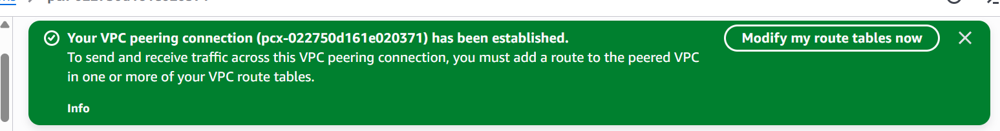 Your VPC peering connection (pcx-022750d161e020371) has been established.
Modify my route tables now
To send and receive traffic across this VPC peering connection, you must add a route to the peered VPC
in one or more of your VPC route tables.
Info